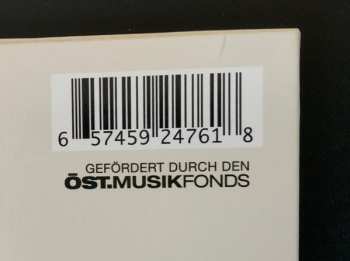 6 57459 24761 8
GEFÖRDERT DURCH DEN
ÖST.MUSIKFONDS